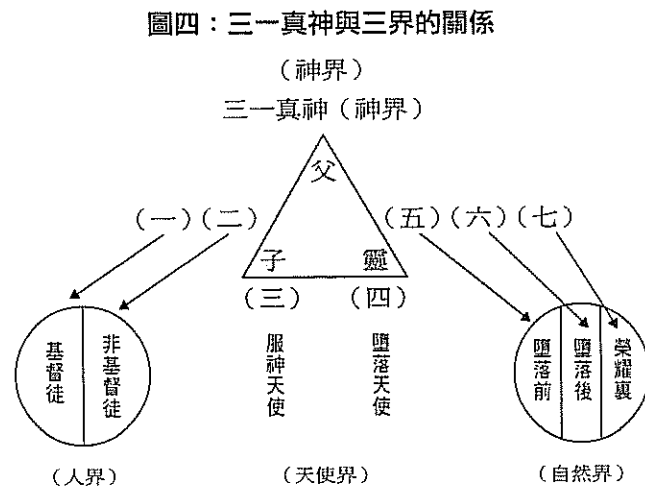 圖四：三一真神與三界的關係
（神界）
三一真神（神界）
父
（一）（二）
（五）（六）（七）
子
靈
（三）
（四）
基督徒
非基督徒
服神天使
墮落天使
墮落前
墮落後
榮耀裏
（人界）
（天使界）
（自然界）